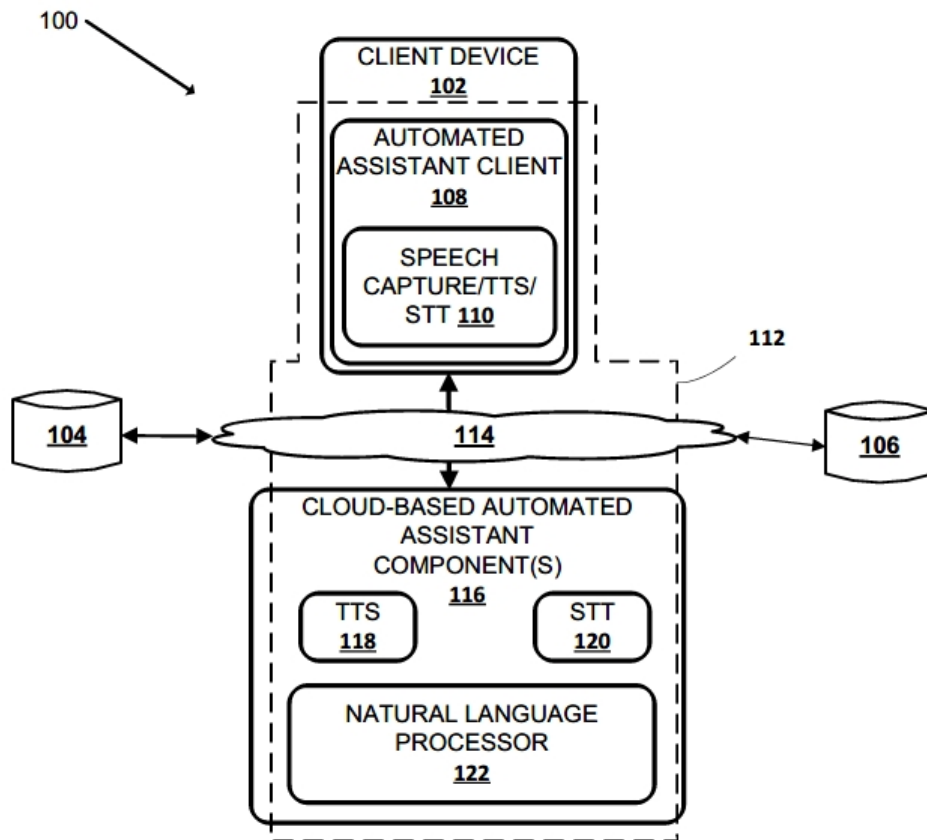 100
CLIENT DEVICE
102
AUTOMATED
ASSISTANT CLIENT
108
SPEECH
CAPTURE/TTS/
STT 110
112
104
114
106
CLOUD-BASED AUTOMATED
ASSISTANT
COMPONENT(S)
116
TTS
118
STT
120
NATURAL LANGUAGE
PROCESSOR
122